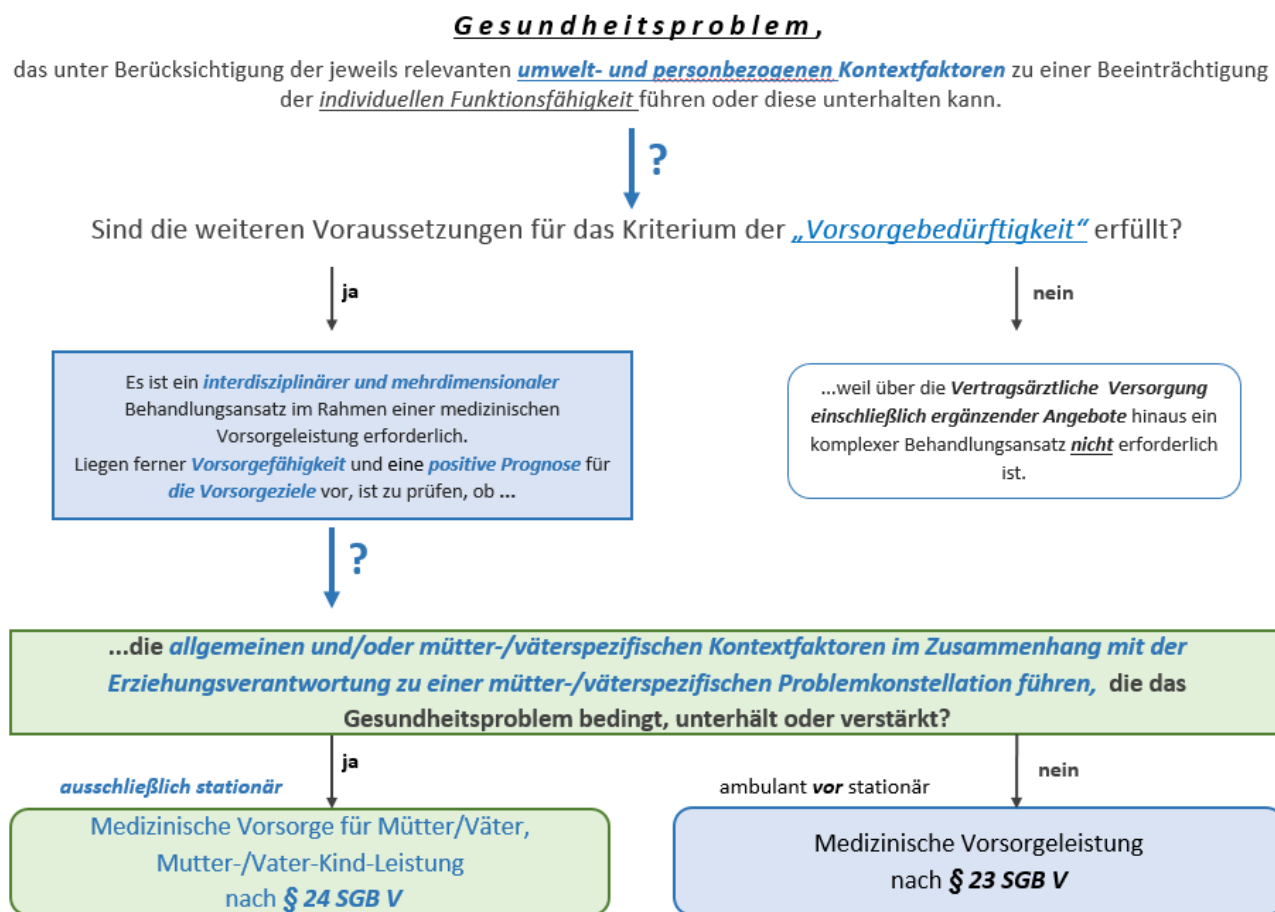 Gesundheitsproblem,
das unter Berücksichtigung der jeweils relevanten umwelt- und personbezogenen Kontextfaktoren zu einer Beeinträchtigung
der individuellen Funktionsfähigkeit führen oder diese unterhalten kann.
?
Sind die weiteren Voraussetzungen für das Kriterium der „Vorsorgebedürftigkeit“ erfüllt?
ja
nein
Es ist ein interdisziplinärer und mehrdimensionaler
Behandlungsansatz im Rahmen einer medizinischen
Vorsorgeleistung erforderlich.
Liegen ferner Vorsorgefähigkeit und eine positive Prognose für
die Vorsorgeziele vor, ist zu prüfen, ob ...
...weil über die Vertragsärztliche Versorgung
einschließlich ergänzender Angebote hinaus ein
komplexer Behandlungsansatz nicht erforderlich
ist.
?
...die allgemeinen und/oder mütter-/väterspezifischen Kontextfaktoren im Zusammenhang mit der
Erziehungsverantwortung zu einer mütter-/väterspezifischen Problemkonstellation führen, die das
Gesundheitsproblem bedingt, unterhält oder verstärkt?
ja
nein
ausschließlich stationär
ambulant vor stationär
Medizinische Vorsorge für Mütter/Väter,
Mutter-/Vater-Kind-Leistung
nach § 24 SGB V
Medizinische Vorsorgeleistung
nach § 23 SGB V